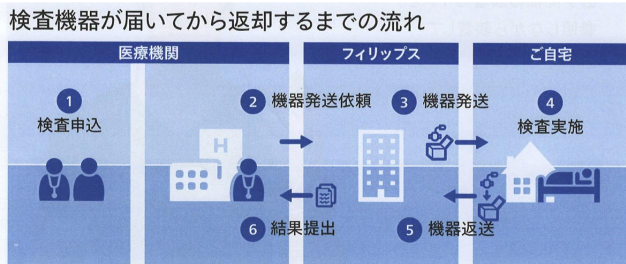 検査機器が届いてから返却するまでの流れ
医療機関
フィリップス
ご自宅
1
検査申込
2 機器発送依頼
3 機器発送
4
検査実施
H
6 結果提出
5 機器返送